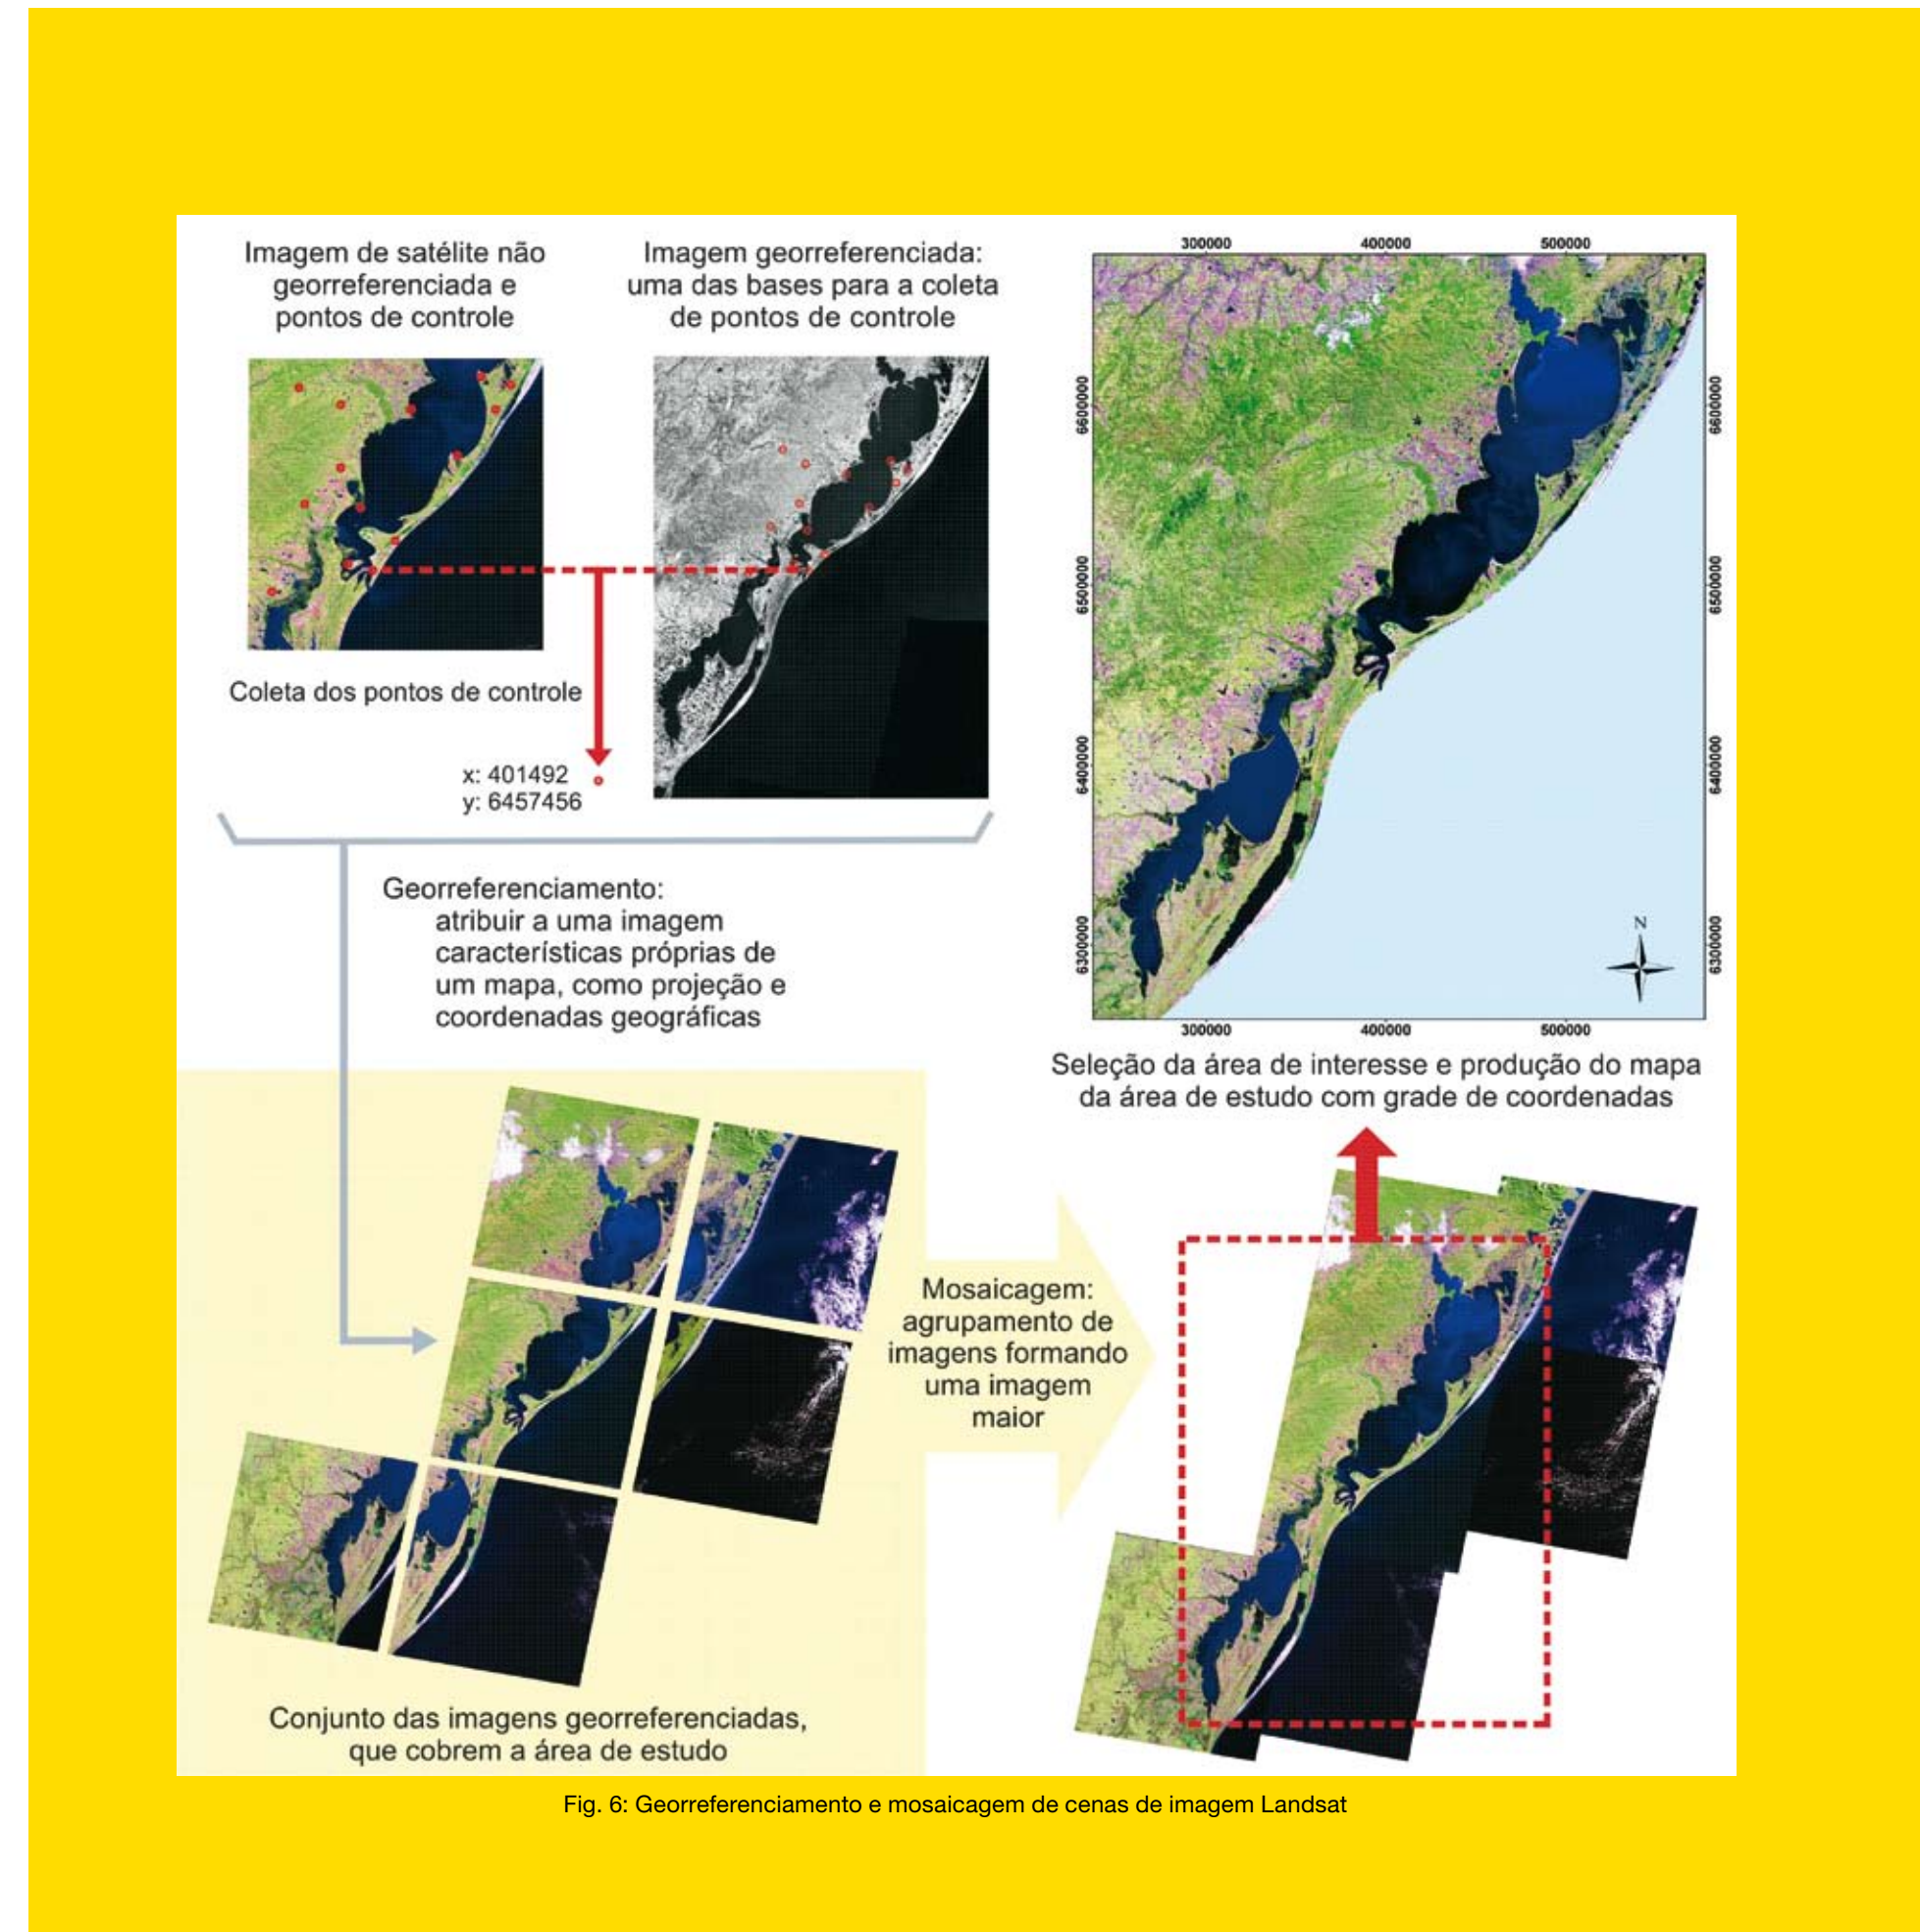 Imagem de satélite não
georreferenciada e
pontos de controle
Imagem georreferenciada:
uma das bases para a coleta
de pontos de controle
Coleta dos pontos de controle
x: 401492
y: 6457456
Georreferenciamento:
atribuir a uma imagem
características próprias de
um mapa, como projeção e
coordenadas geográficas
300000 400000 500000
6600000 6600000
6500000 6500000
6400000 6400000
6300000 6300000
N
300000 400000 500000
Seleção da área de interesse e produção do mapa
da área de estudo com grade de coordenadas
Mosaicagem:
agrupamento de
imagens formando
uma imagem
maior
Conjunto das imagens georreferenciadas,
que cobrem a área de estudo
Fig. 6: Georreferenciamento e mosaicagem de cenas de imagem Landsat